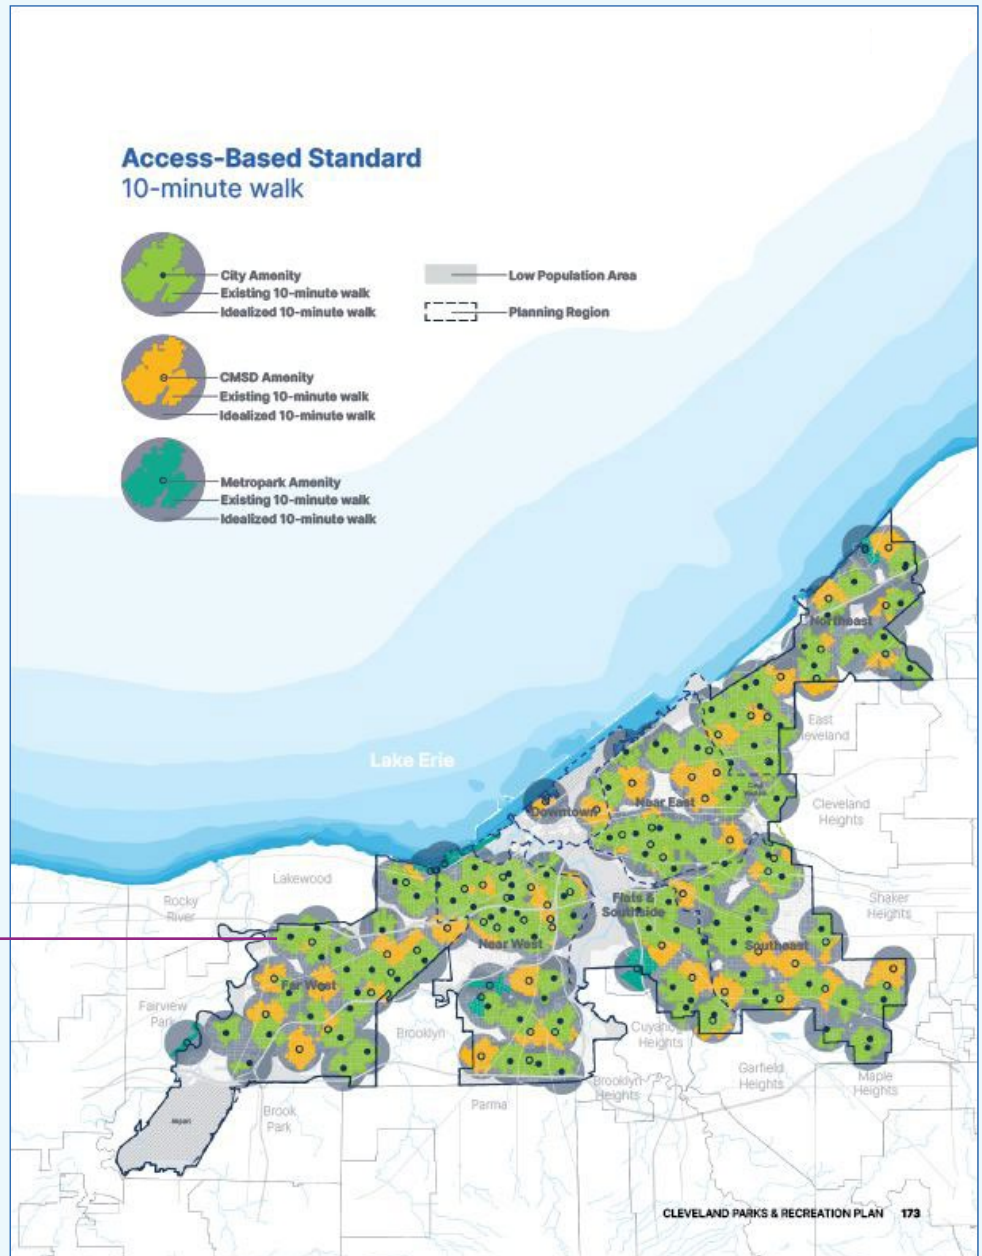 Access-Based Standard
10-minute walk
City Amenity
Existing 10-minute walk
Idealized 10-minute walk
Low Population Area
Planning Region
CMSD Amenity
Existing 10-minute walk
Idealized 10-minute walk
Metropark Amenity
Existing 10-minute walk
Idealized 10-minute walk
Northeast
East
Cleveland
Lake Erie
Near East
Downtown
Cleveland
Heights
Lakewood
Rocky
River
Flats &
Southside
Shaker
Heights
Near West
Southeast
Far West
Fairview
Park
Brooklyn
Cuyahoga
Heights
Garfield
Heights
Maple
Heights
Brooklyn
Heights
Parma
Brook
Park
CLEVELAND PARKS & RECREATION PLAN 173